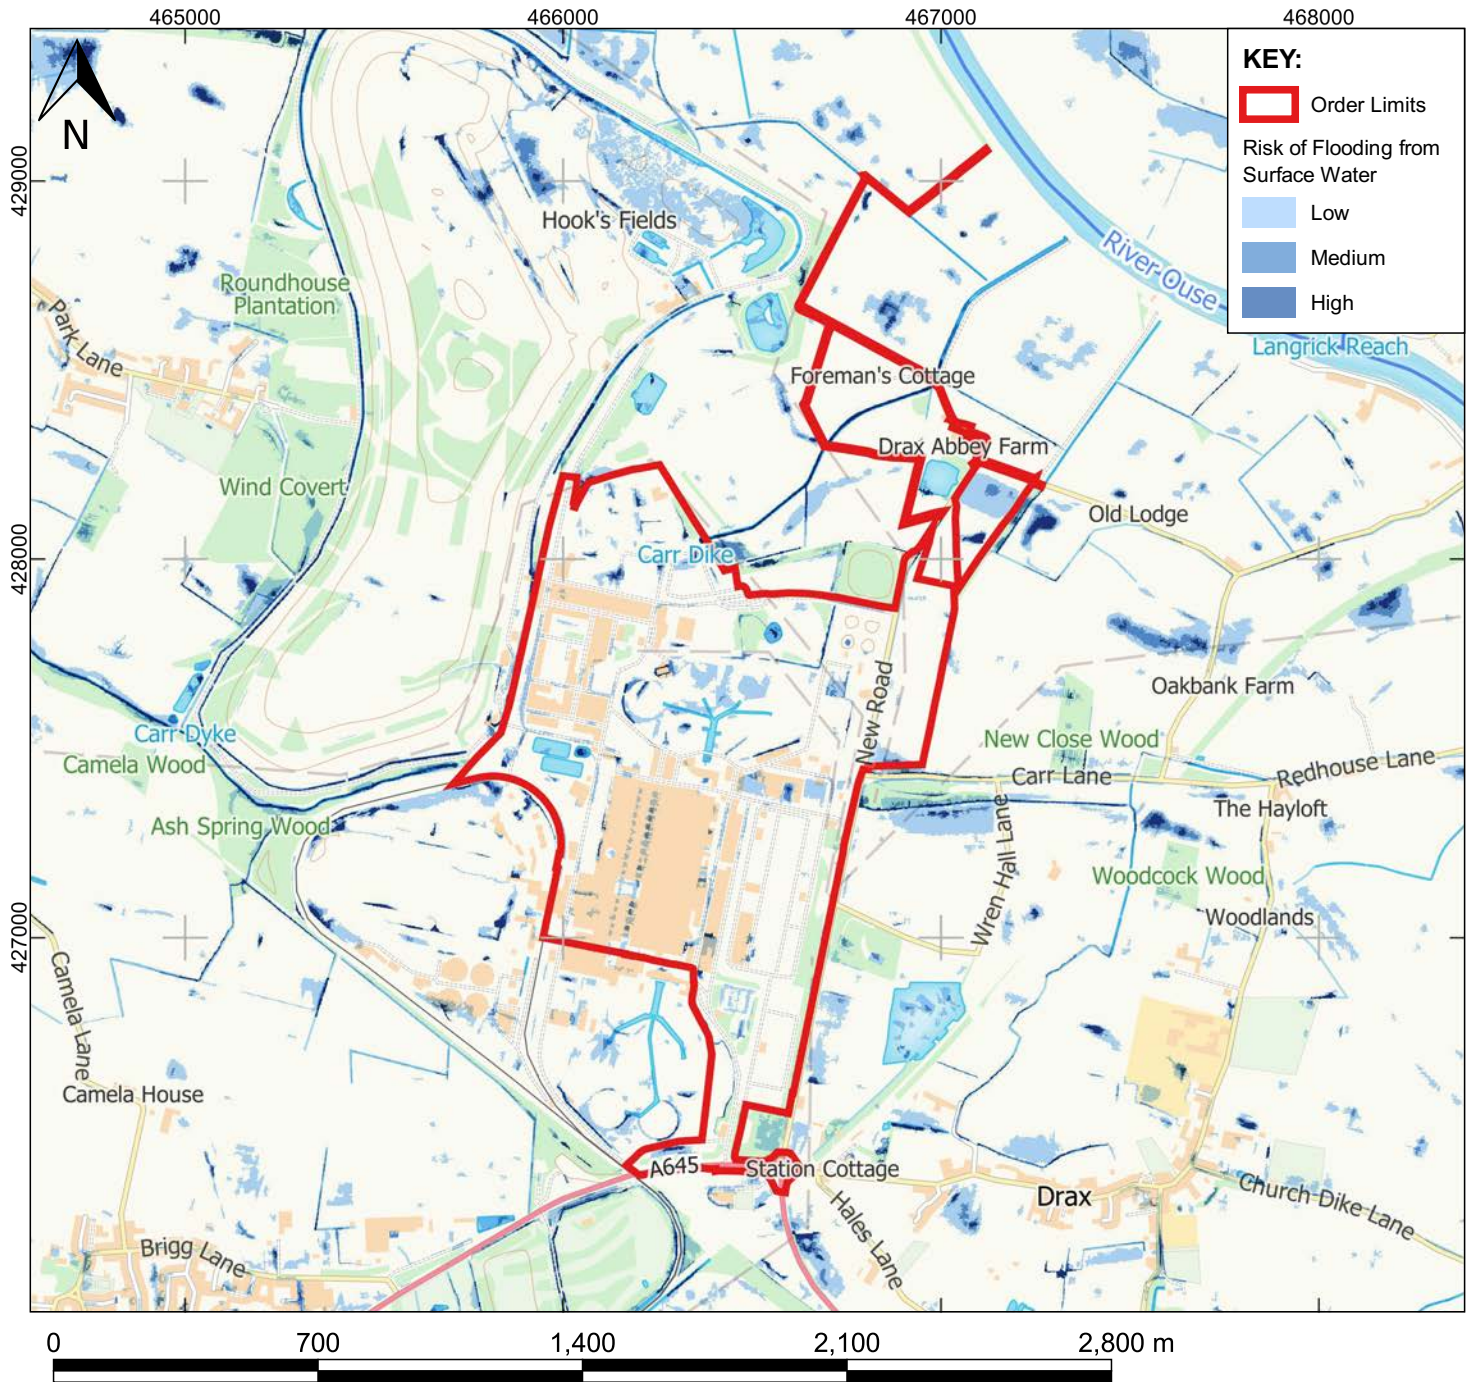 465000
466000
467000
468000
429000
428000
427000
N
KEY:
Order Limits
Risk of Flooding from
Surface Water
Low
Medium
High
Hook's Fields
River Ouse
Langrick Reach
Roundhouse
Plantation
Park Lane
Foreman's Cottage
Drax Abbey Farm
Wind Covert
Old Lodge
Carr Dike
Oakbank Farm
New Road
Carr Dyke
Camela Wood
New Close Wood
Carr Lane
Redhouse Lane
The Hayloft
Ash Spring Wood
Wren Hall Lane
Woodcock Wood
Woodlands
Camela Lane
Camela House
A645
Station Cottage
Drax
Church Dike Lane
Hales Lane
Brigg Lane
0
700
1,400
2,100
2,800 m